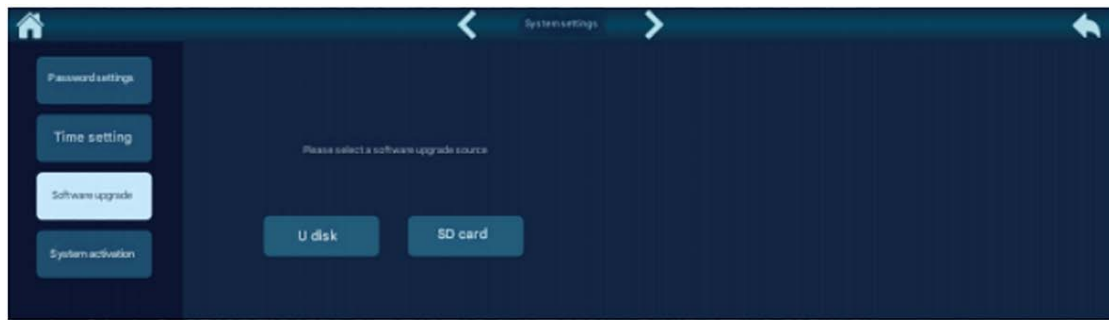 System settings
Password settings
Time setting
Software upgrade
System activation
Please select a software upgrade source
U disk
SD card